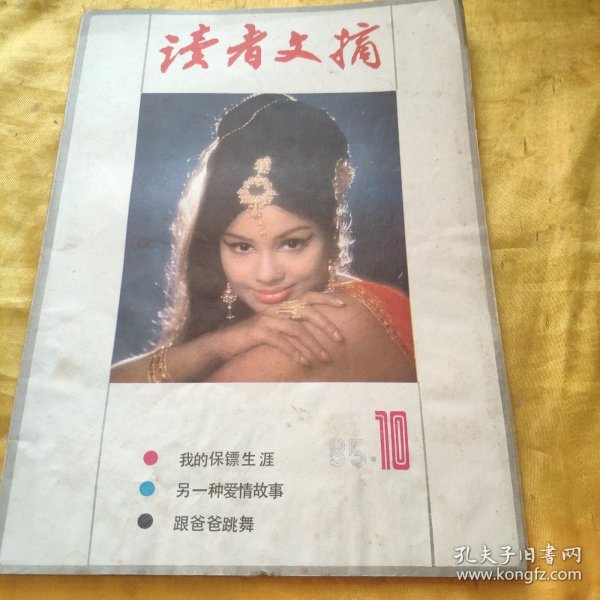 读者文摘
85·10
我的保镖生涯
另一种爱情故事
跟爸爸跳舞
孔夫子旧书网
www.kongfz.com